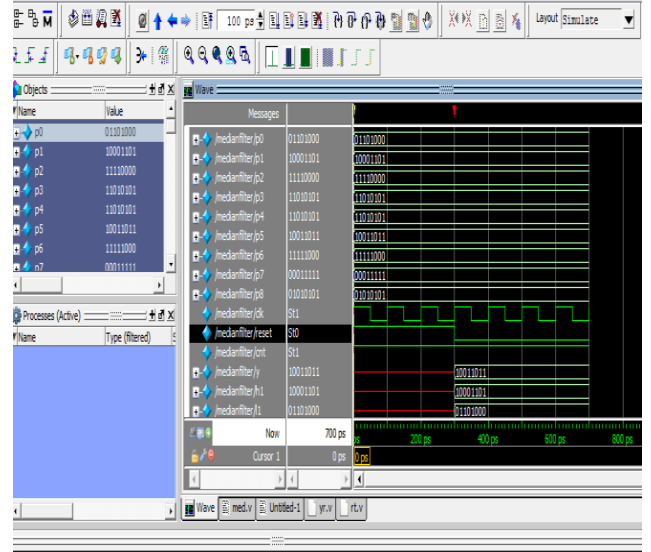 100 ps
Layout Simulate
Objects
Name Value
p0 01101000
p1 10001101
p2 11110000
p3 11010101
p4 11010101
p5 10011011
p6 11111000
p7 00011111
Processes (Active)
Name Type (filtered) S
Wave
Messages
/medianfilter/p0 01101000 01101000
/medianfilter/p1 10001101 10001101
/medianfilter/p2 11110000 11110000
/medianfilter/p3 11010101 11010101
/medianfilter/p4 11010101 11010101
/medianfilter/p5 10011011 10011011
/medianfilter/p6 11111000 11111000
/medianfilter/p7 00011111 00011111
/medianfilter/p8 01010101 01010101
/medianfilter/clk St1
/medianfilter/reset St0
/medianfilter/cnt St1
/medianfilter/y 10011011 10011011
/medianfilter/h1 10001101 10001101
/medianfilter/l1 01101000 01101000
Now 700 ps ps 200 ps 400 ps 600 ps 800 ps
Cursor 1 0 ps 0 ps
Wave med.v Untitled-1 yr.v rt.v